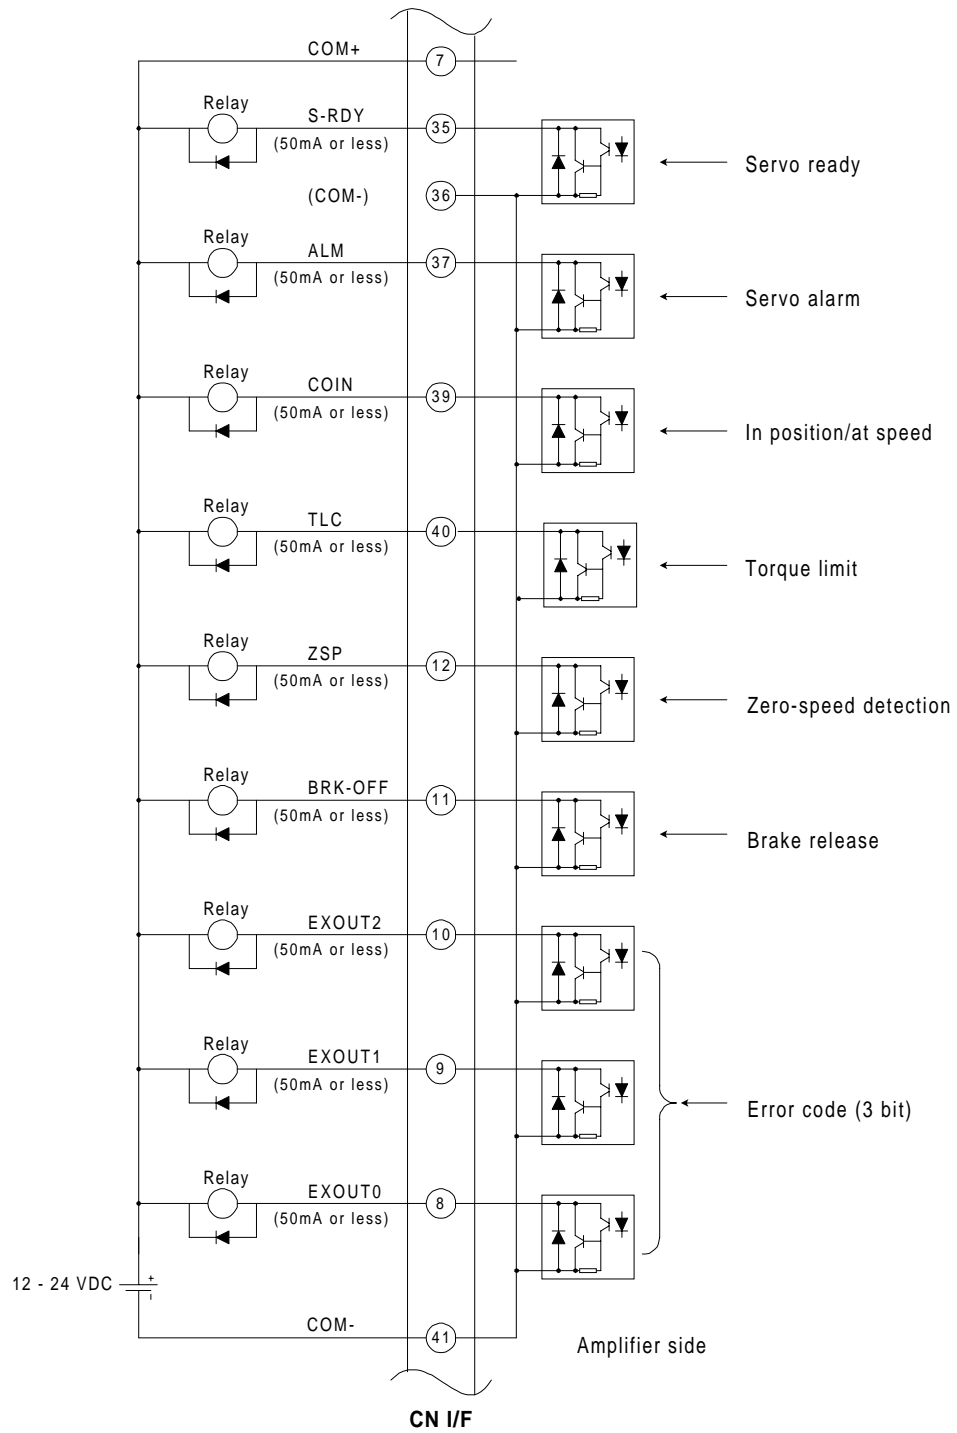 COM+
7
Relay
S-RDY
35
(50mA or less)
Servo ready
(COM-)
36
Relay
ALM
37
(50mA or less)
Servo alarm
Relay
COIN
39
(50mA or less)
In position/at speed
Relay
TLC
40
(50mA or less)
Torque limit
Relay
ZSP
12
(50mA or less)
Zero-speed detection
Relay
BRK-OFF
11
(50mA or less)
Brake release
Relay
EXOUT2
10
(50mA or less)
Relay
EXOUT1
9
(50mA or less)
Error code (3 bit)
Relay
EXOUT0
8
(50mA or less)
12 - 24 VDC
+
-
COM-
41
Amplifier side
CN I/F